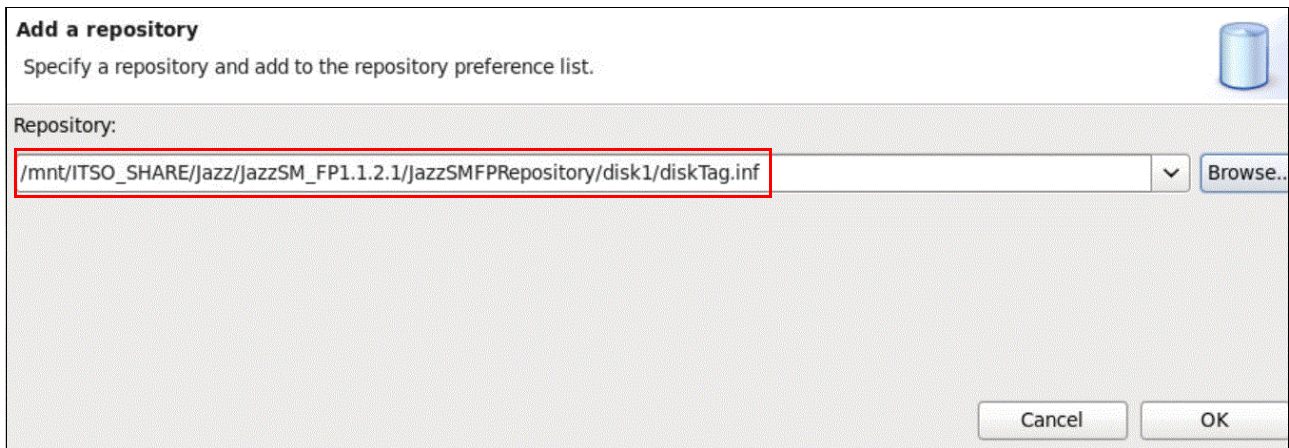 Add a repository
Specify a repository and add to the repository preference list.
Repository:
/mnt/ITSO_SHARE/Jazz/JazzSM_FP1.1.2.1/JazzSMFPRepository/disk1/diskTag.inf
Browse..
Cancel
OK